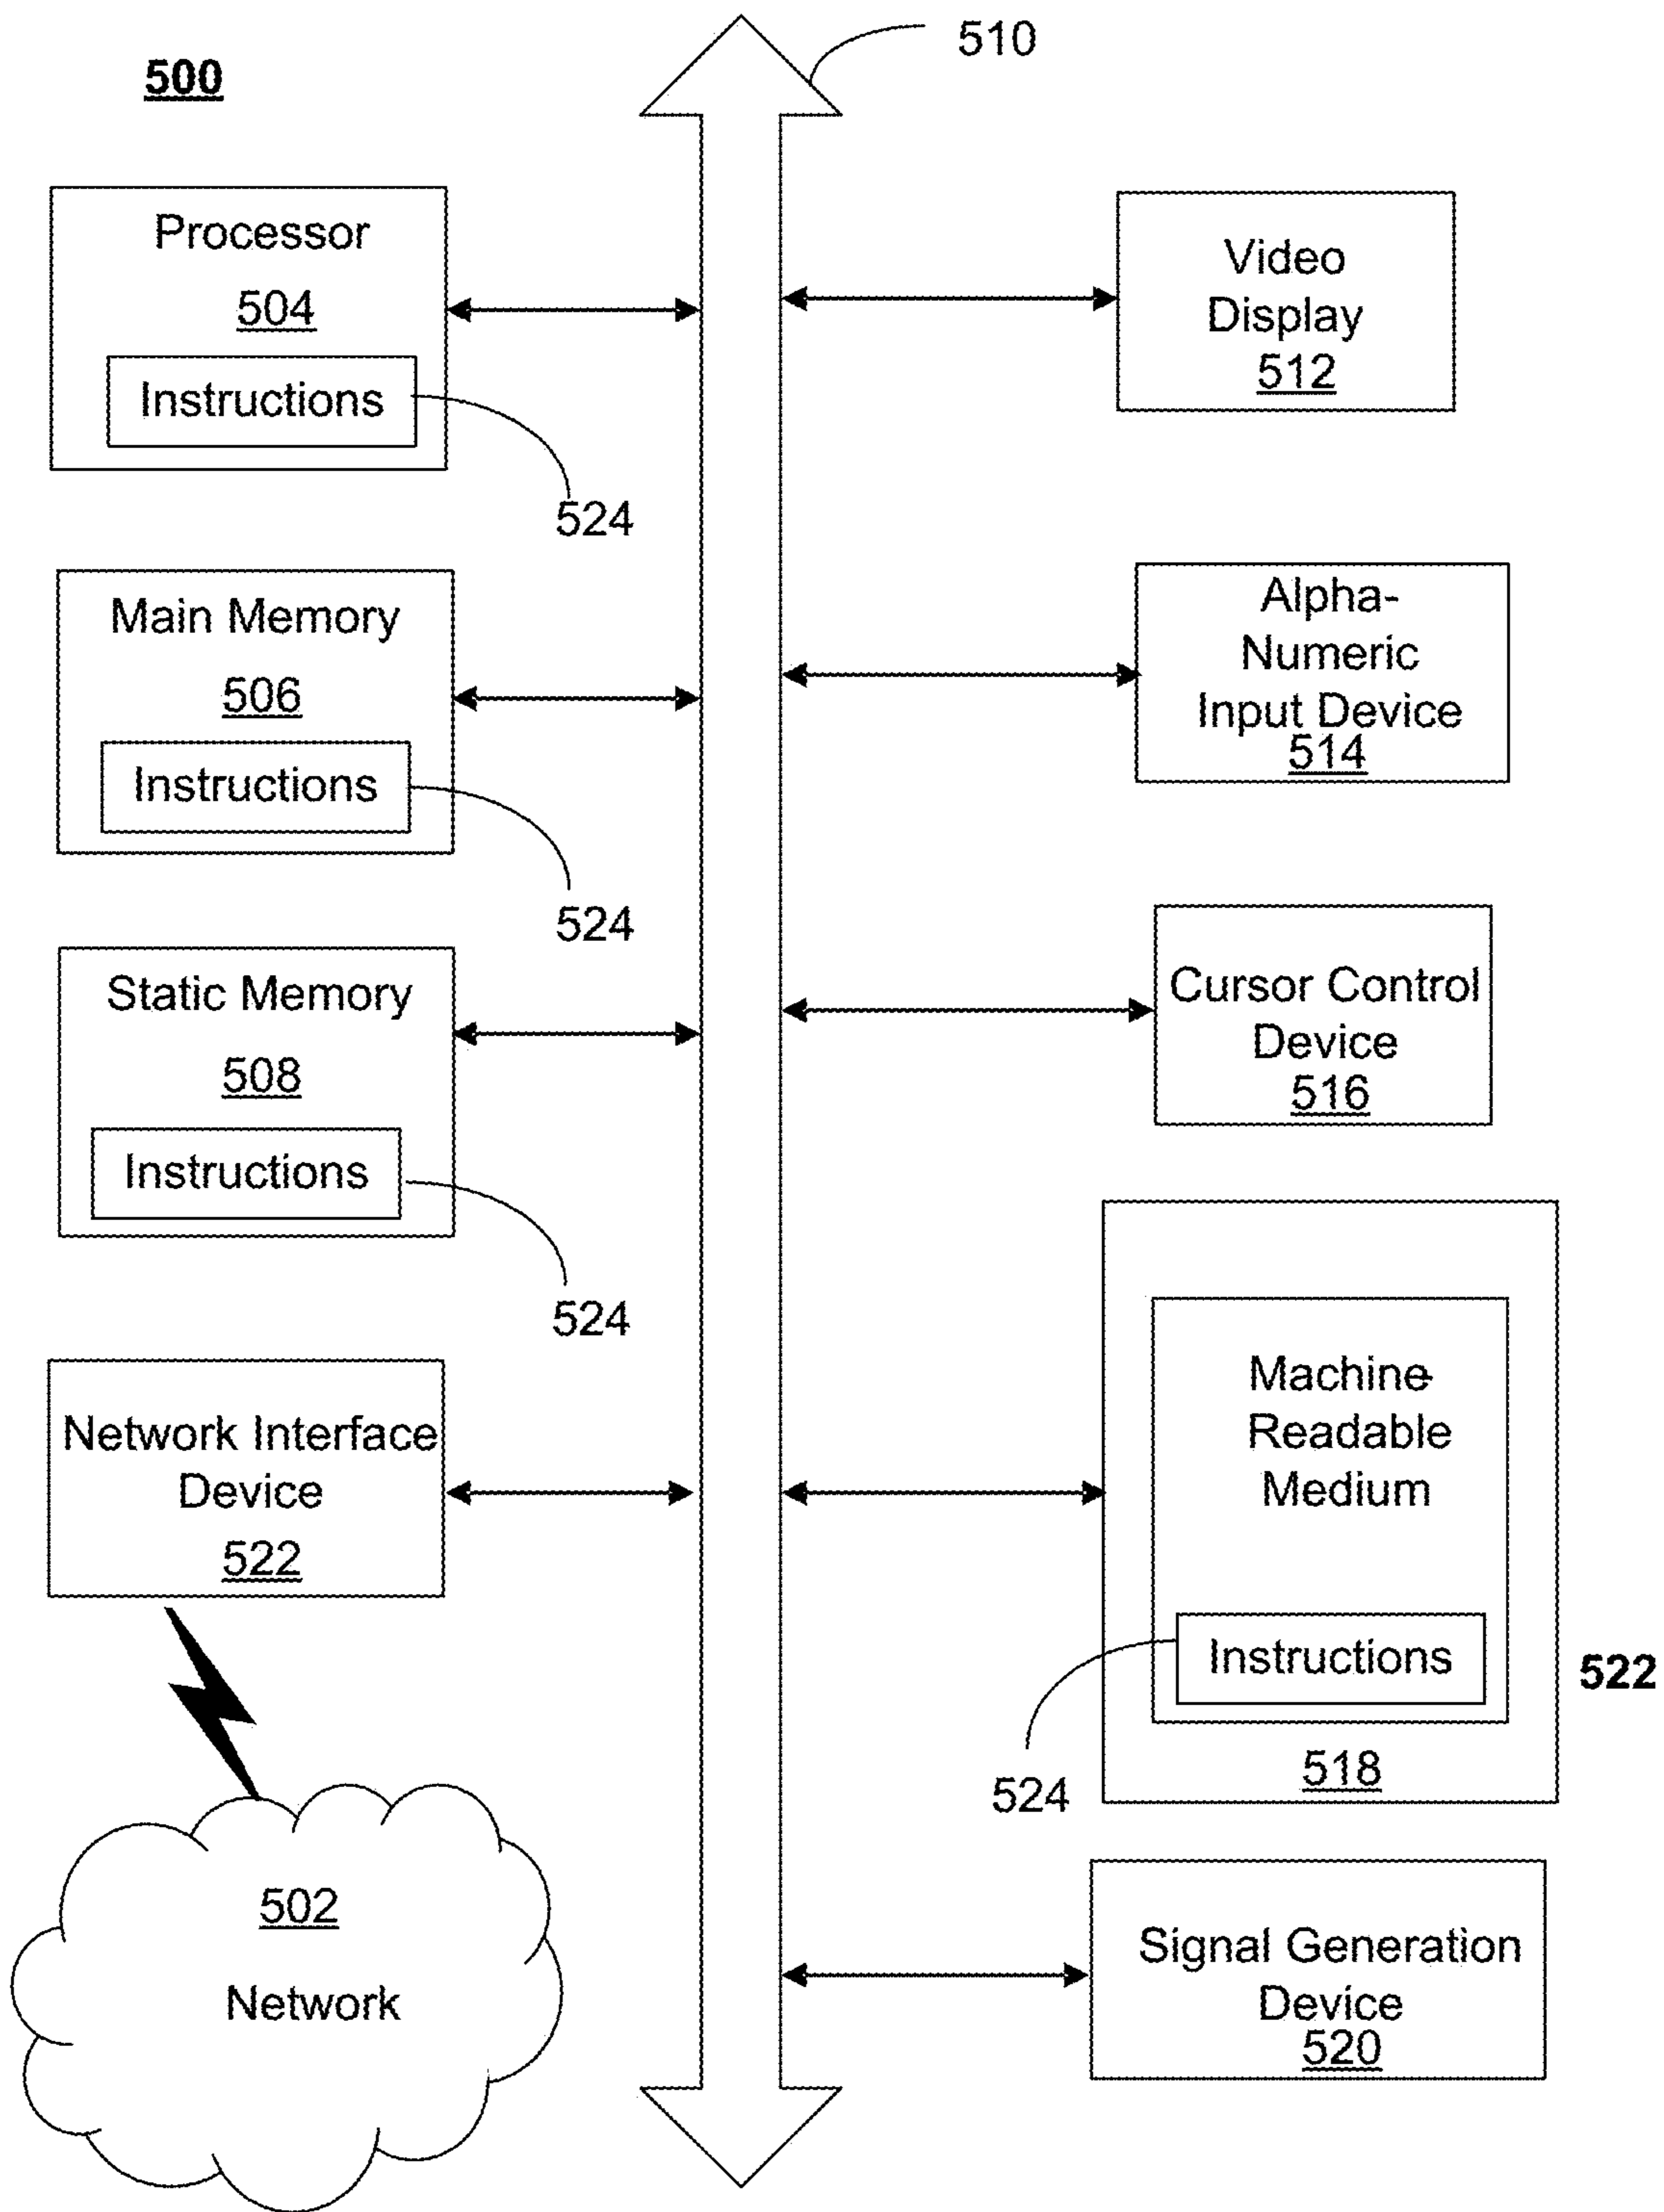 500
510
Processor
504
Instructions
524
Main Memory
506
Instructions
524
Static Memory
508
Instructions
524
Network Interface
Device
522
502
Network
Video
Display
512
Alpha-
Numeric
Input Device
514
Cursor Control
Device
516
Machine-
Readable
Medium
Instructions
524
518
522
Signal Generation
Device
520